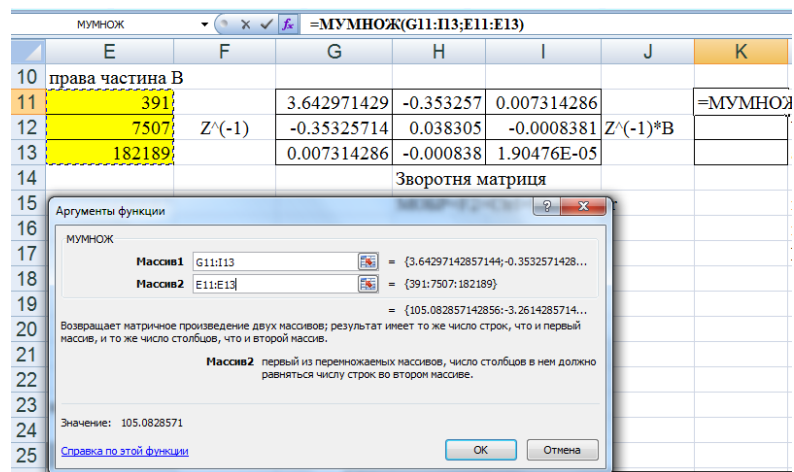 МУМНОЖ =МУМНОЖ(G11:I13;E11:E13)
E F G H I J K
10 права частина B
11 391 3.642971429 -0.353257 0.007314286 =МУМНОЖ
12 7507 Z^(-1) -0.35325714 0.038305 -0.0008381 Z^(-1)*B
13 182189 0.007314286 -0.000838 1.90476E-05
14 Зворотня матриця
15
16
17
18
19
20
21
22
23
24
25
Аргументы функции
МУМНОЖ
Массив1 G11:I13 = {3.64297142857144;-0.3532571428...
Массив2 E11:E13 = {391:7507:182189}
= {105.082857142856:-3.2614285714...
Возвращает матричное произведение двух массивов; результат имеет то же число строк, что и первый
массив, и то же число столбцов, что и второй массив.
Массив2 первый из перемножаемых массивов, число столбцов в нем должно
равняться числу строк во втором массиве.
Значение: 105.0828571
Справка по этой функции OK Отмена